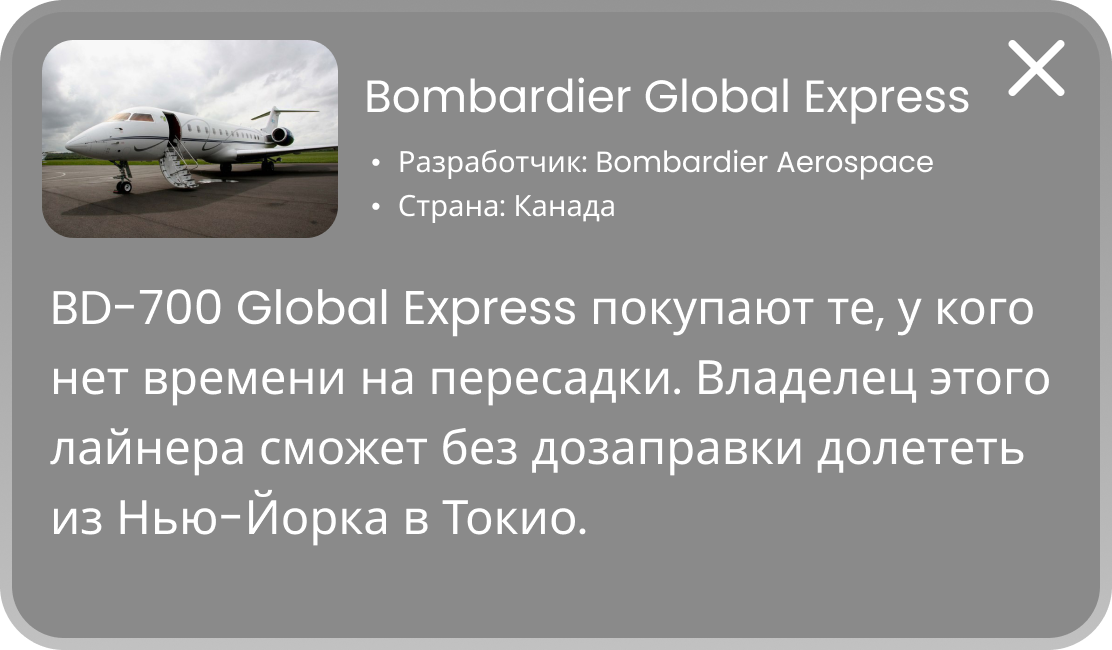 Bombardier Global Express
• Разработчик: Bombardier Aerospace
• Страна: Канада
BD-700 Global Express покупают те, у кого
нет времени на пересадки. Владелец этого
лайнера сможет без дозаправки долететь
из Нью-Йорка в Токио.